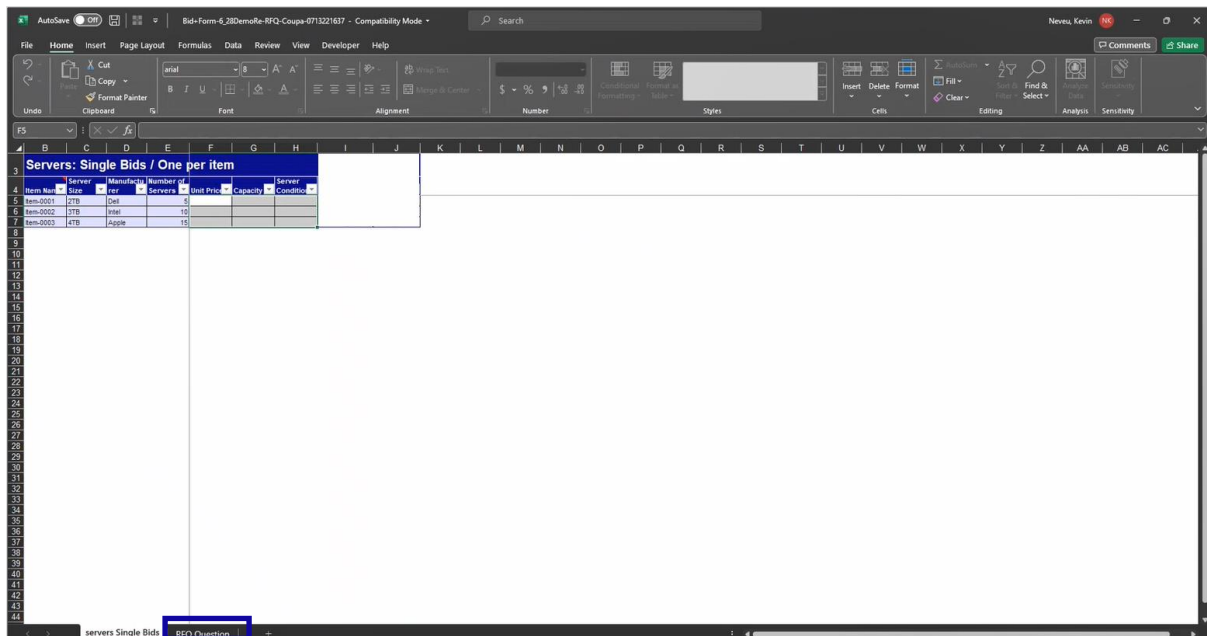 AutoSave Off Bid+Form-6_28DemoRe-RFQ-Coupa-0713221637 - Compatibility Mode Search Neveu, Kevin NK
File Home Insert Page Layout Formulas Data Review View Developer Help Comments Share
Cut
Copy
Paste
Format Painter
arial 8
B I U
Wrap Text
Merge & Center
$ %
Conditional Formatting
Format as Table
Insert Delete Format
AutoSum
Fill
Clear
Sort & Filter
Find & Select
Analyze Data
Sensitivity
Undo Clipboard Font Alignment Number Styles Cells Editing Analysis Sensitivity
F5 fx
B C D E F G H I J K L M N O P Q R S T U V W X Y Z AA AB AC
3 Servers: Single Bids / One per item
4 Item Nan Server Size Manufacturer Number of Servers Unit Price Capacity Server Condition
5 Item-0001 2TB Dell 5
6 Item-0002 3TB Intel 10
7 Item-0003 4TB Apple 15
8
9
10
11
12
13
14
15
16
17
18
19
20
21
22
23
24
25
26
27
28
29
30
31
32
33
34
35
36
37
38
39
40
41
42
43
44
servers Single Bids RFQ Question